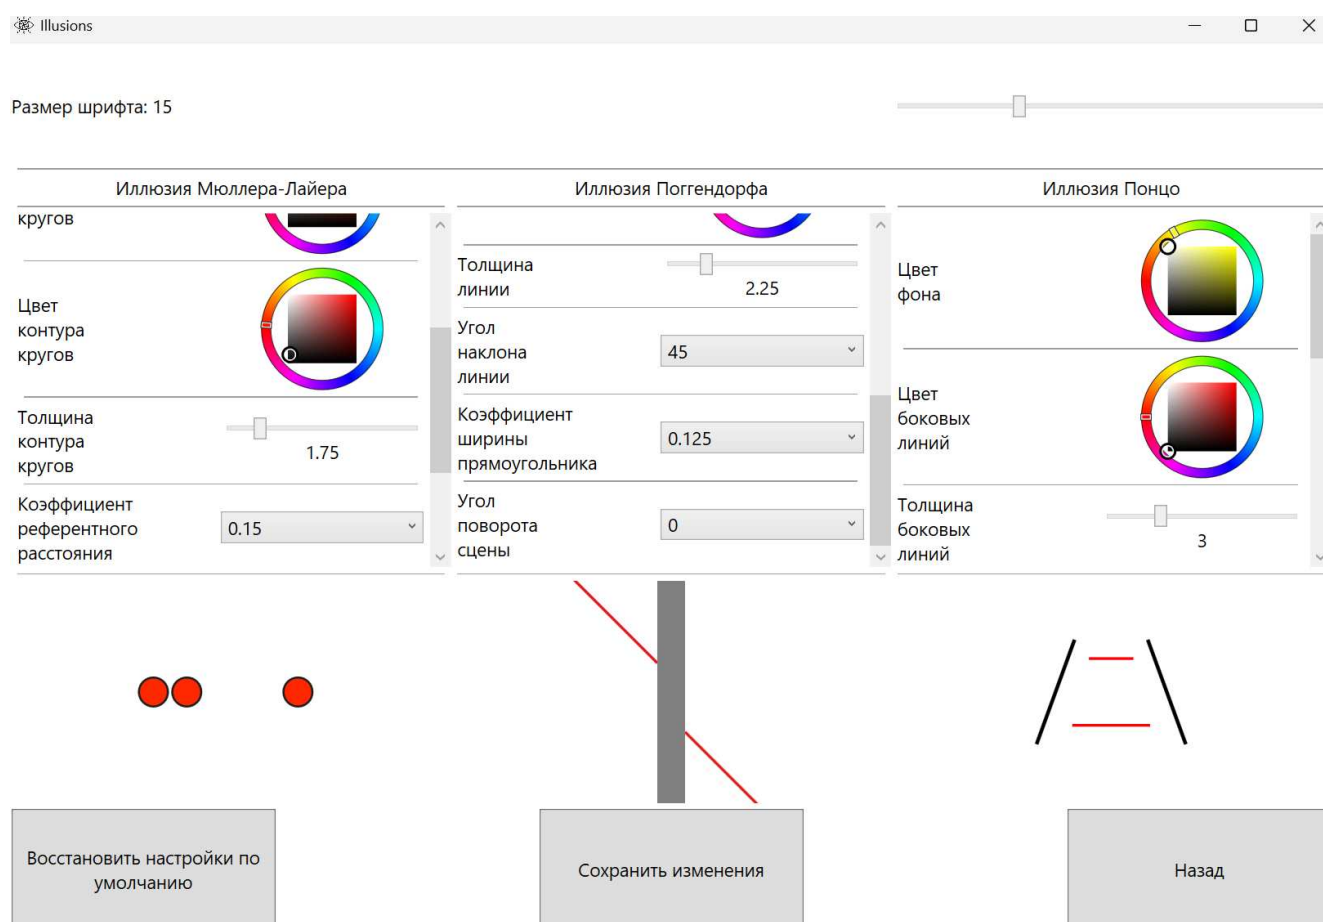 Illusions
Размер шрифта: 15
Иллюзия Мюллера-Лайера
Иллюзия Поггендорфа
Иллюзия Понцо
кругов
Цвет
контура
кругов
Толщина
контура
кругов
1.75
Коэффициент
референтного
расстояния
0.15
Толщина
линии
2.25
Угол
наклона
линии
45
Коэффициент
ширины
прямоугольника
0.125
Угол
поворота
сцены
0
Цвет
фона
Цвет
боковых
линий
Толщина
боковых
линий
3
Восстановить настройки по
умолчанию
Сохранить изменения
Назад